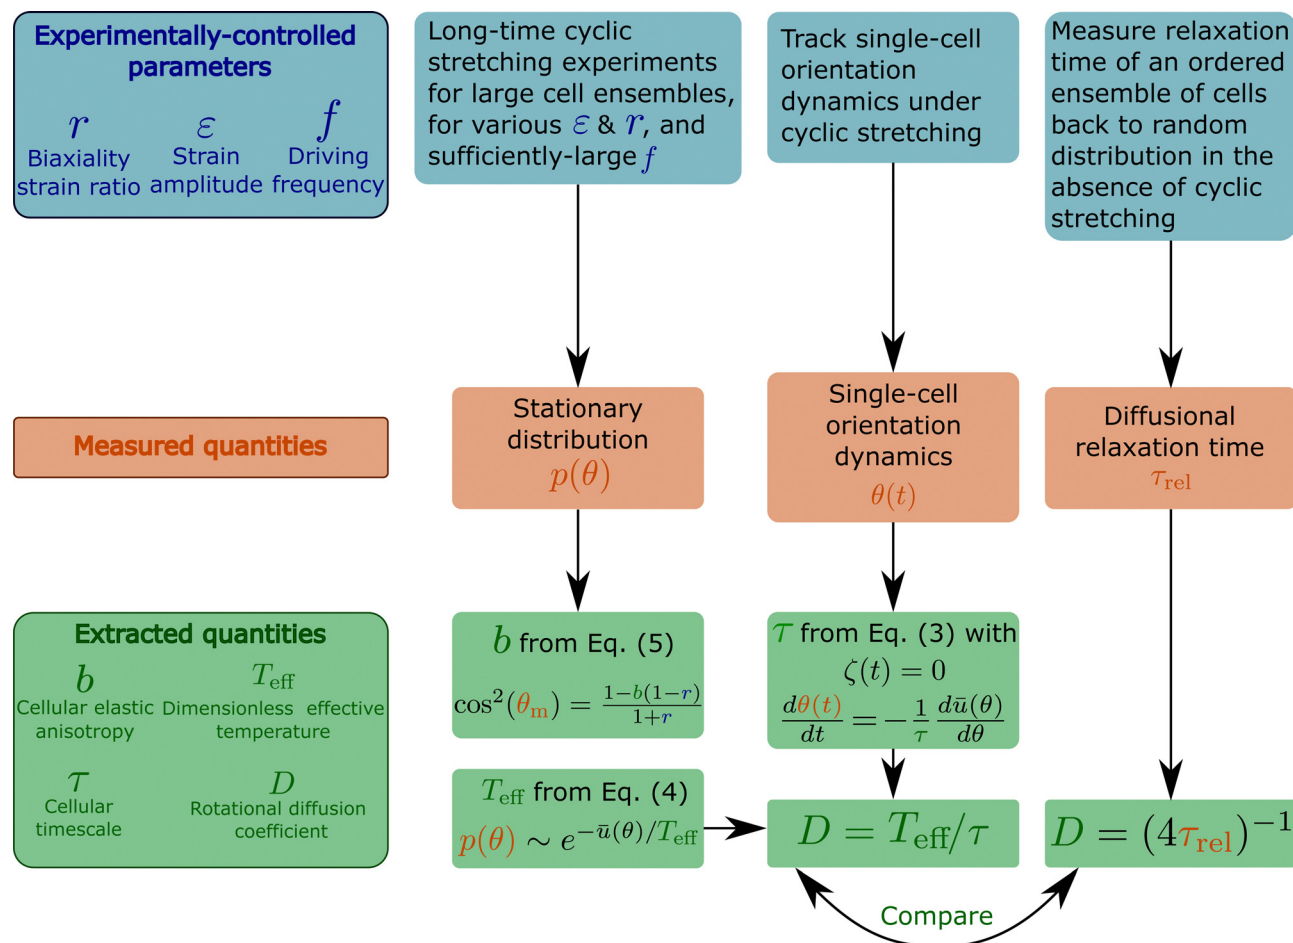 Experimentally-controlled
parameters
r
Biaxiality
strain ratio
ε
Strain
amplitude
f
Driving
frequency
Long-time cyclic
stretching experiments
for large cell ensembles,
for various ε & r, and
sufficiently-large f
Track single-cell
orientation
dynamics under
cyclic stretching
Measure relaxation
time of an ordered
ensemble of cells
back to random
distribution in the
absence of cyclic
stretching
Measured quantities
Stationary
distribution
p(θ)
Single-cell
orientation
dynamics
θ(t)
Diffusional
relaxation time
τ_rel
Extracted quantities
b
Cellular elastic
anisotropy
T_eff
Dimensionless effective
temperature
τ
Cellular
timescale
D
Rotational diffusion
coefficient
b from Eq. (5)
cos²(θ_m) = (1−b(1−r))/(1+r)
τ from Eq. (3) with
ζ(t) = 0
dθ(t)/dt = −(1/τ) dū(θ)/dθ
T_eff from Eq. (4)
p(θ) ∼ e^{−ū(θ)/T_eff}
D = T_eff/τ
D = (4τ_rel)^{−1}
Compare